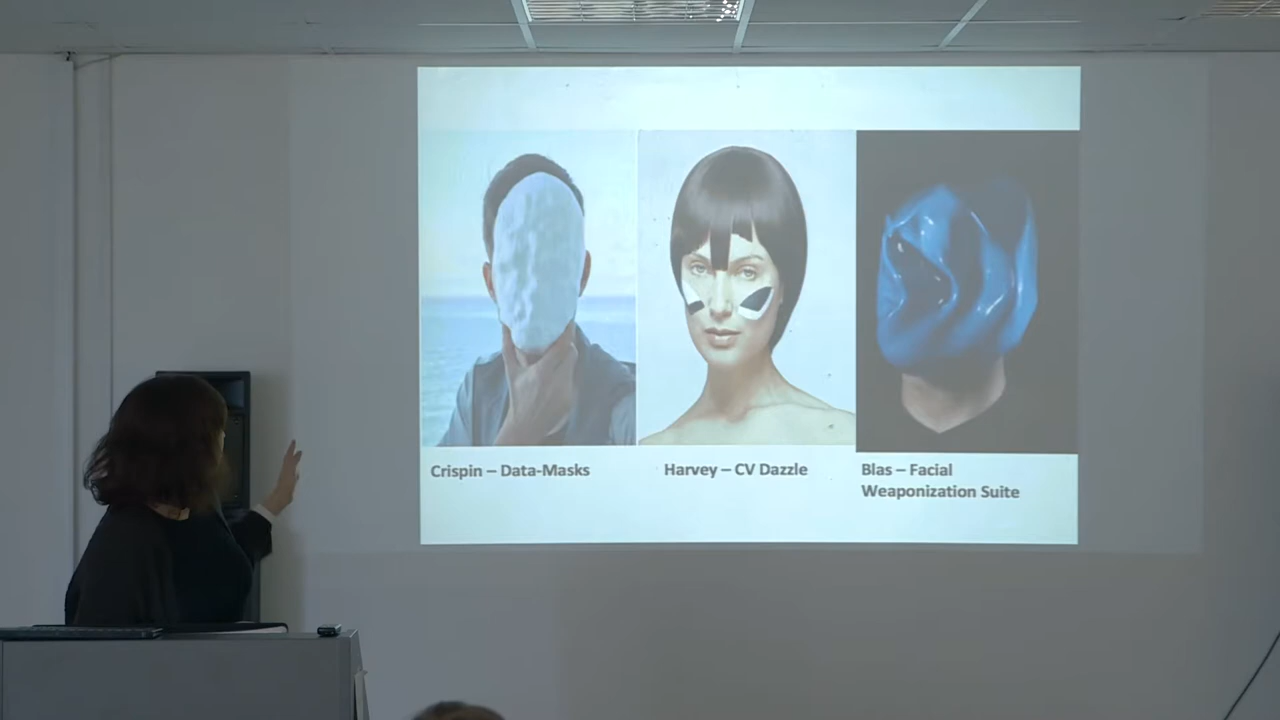 Crispin – Data-Masks
Harvey – CV Dazzle
Blas – Facial
Weaponization Suite